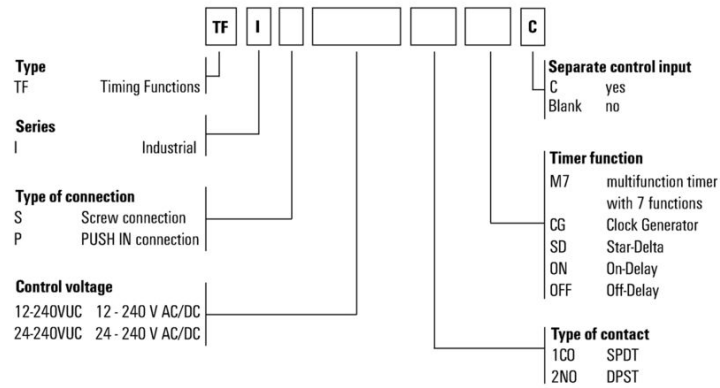 TF I C
Type
TF Timing Functions
Series
I Industrial
Type of connection
S Screw connection
P PUSH IN connection
Control voltage
12-240VUC 12 - 240 V AC/DC
24-240VUC 24 - 240 V AC/DC
Separate control input
C yes
Blank no
Timer function
M7 multifunction timer
with 7 functions
CG Clock Generator
SD Star-Delta
ON On-Delay
OFF Off-Delay
Type of contact
1CO SPDT
2NO DPST